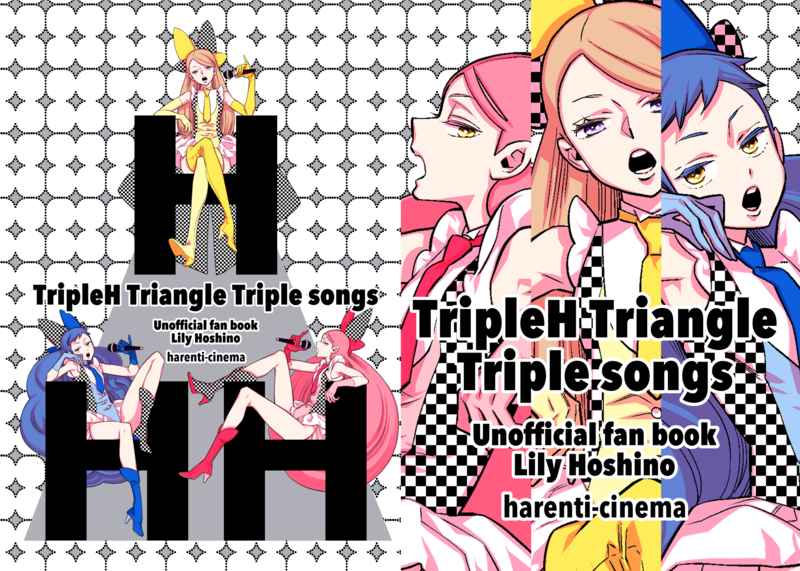 H
TripleH Triangle Triple songs
Unofficial fan book
Lily Hoshino
harenti-cinema
HH
TripleH Triangle
Triple songs
Unofficial fan book
Lily Hoshino
harenti-cinema